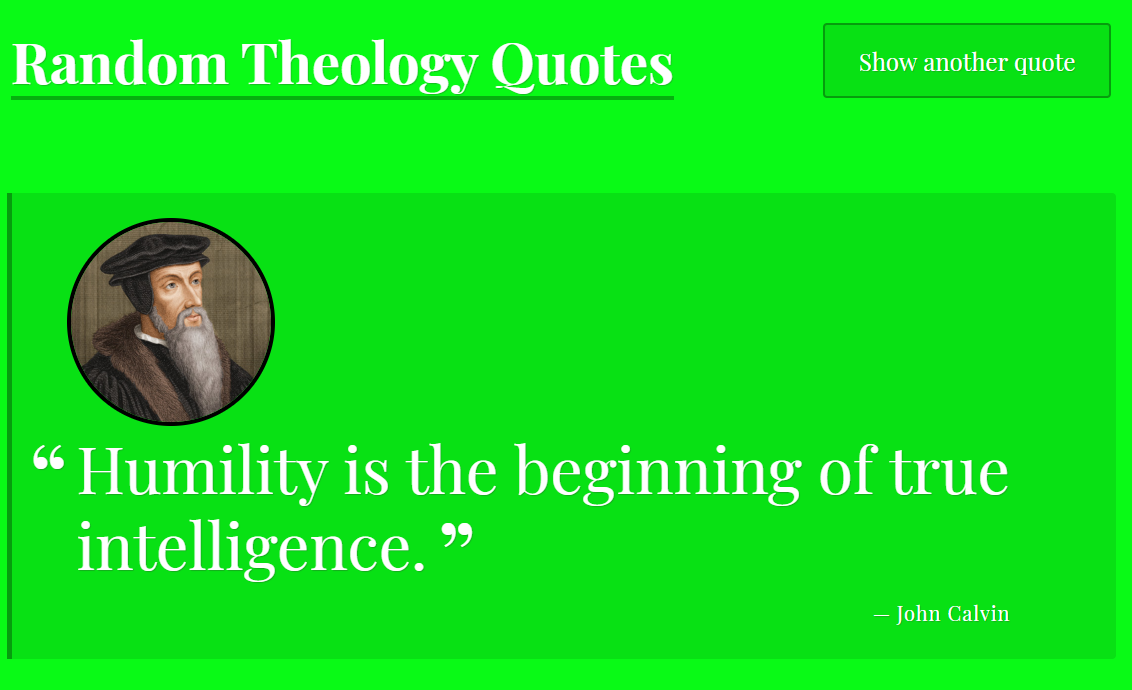 Random Theology Quotes
Show another quote
“ Humility is the beginning of true
intelligence. ”
— John Calvin